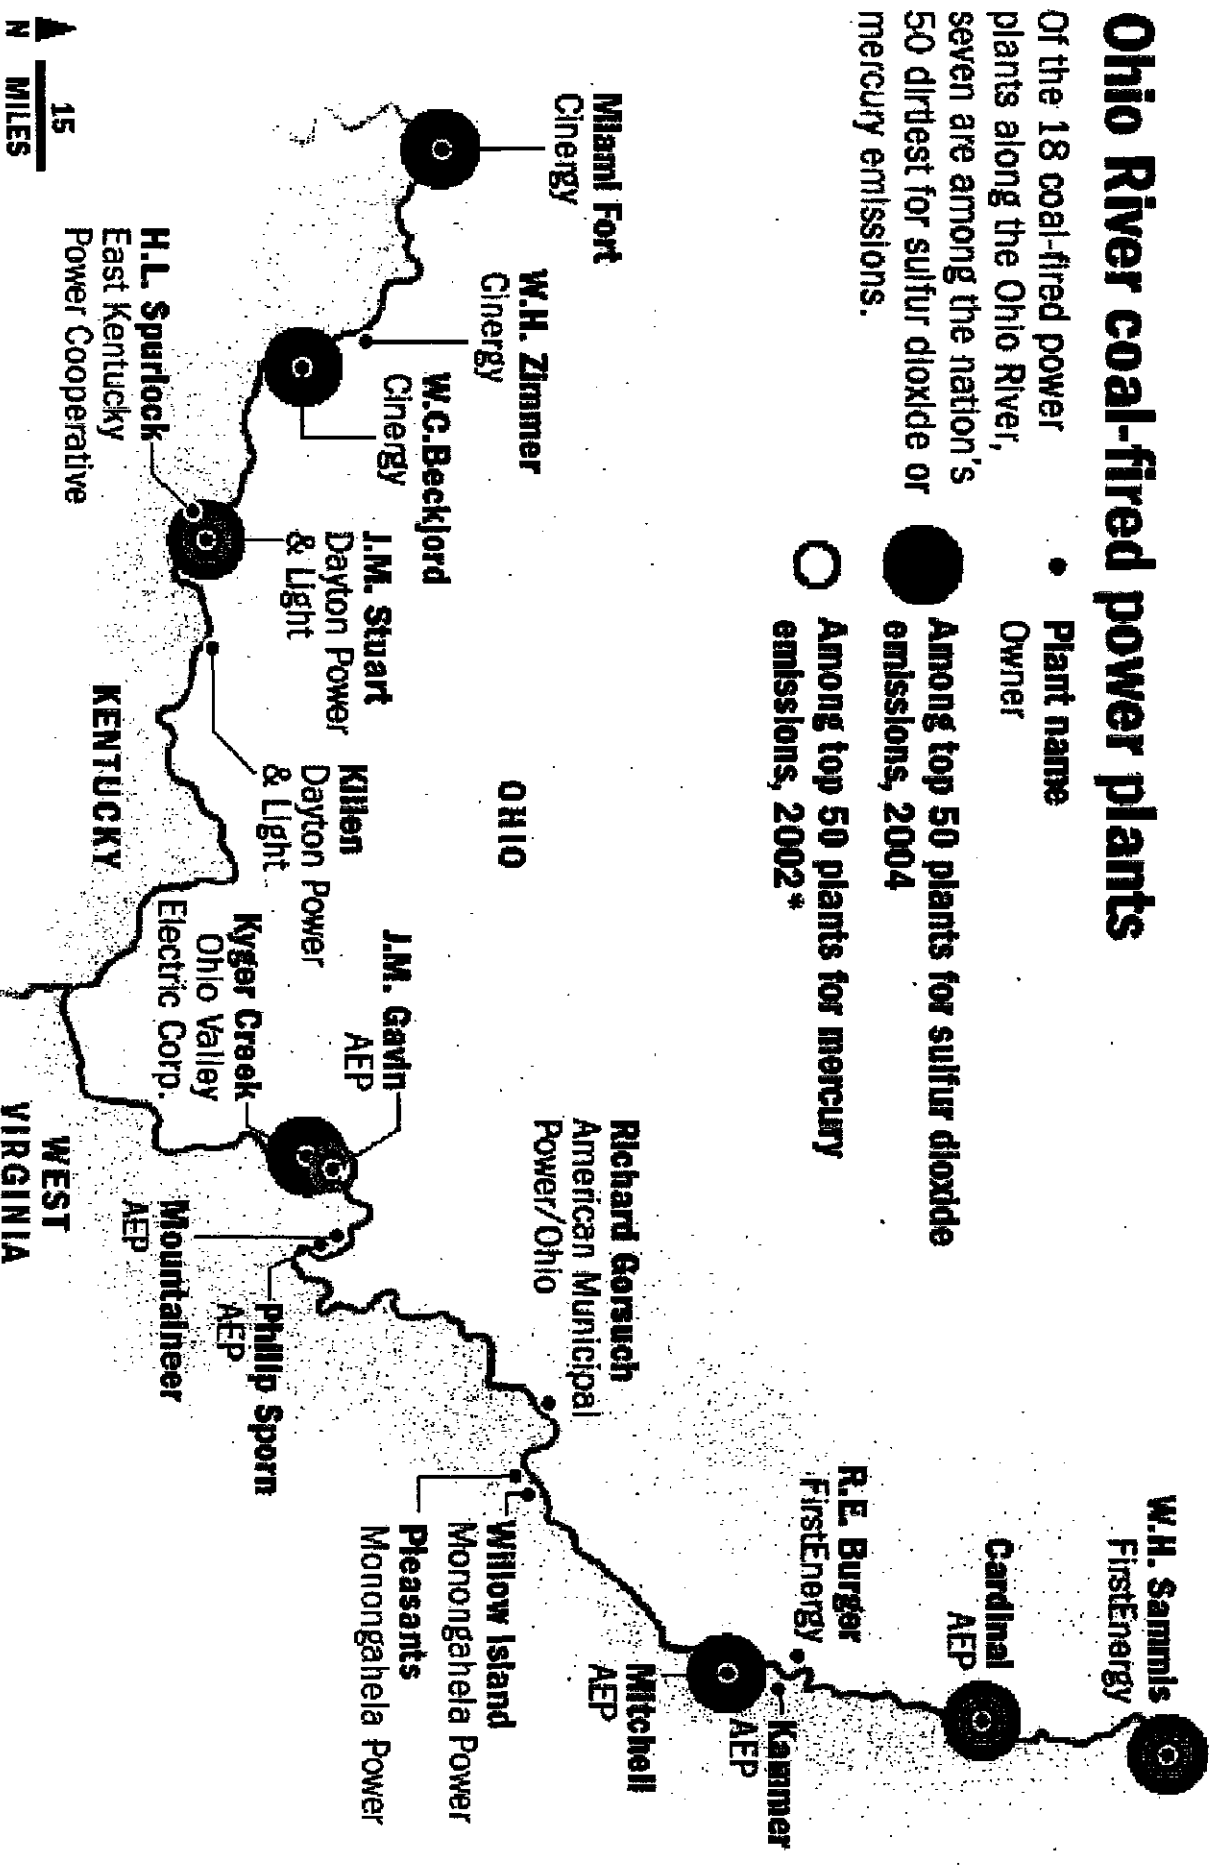 Ohio River coal-fired power plants
Of the 18 coal-fired power
plants along the Ohio River,
seven are among the nation's
50 dirtiest for sulfur dioxide or
mercury emissions.
Plant name
Owner
Among top 50 plants for sulfur dioxide
emissions, 2004
Among top 50 plants for mercury
emissions, 2002*
W.H. Sammis
FirstEnergy
Cardinal
AEP
R.E. Burger
FirstEnergy
Kammer
AEP
Mitchell
AEP
Richard Gorsuch
American Municipal
Power/Ohio
Willow Island
Monongahela Power
Pleasants
Monongahela Power
Miami Fort
Cinergy
W.H. Zimmer
Cinergy
W.C.Beckjord
Cinergy
OHIO
J.M. Stuart
Dayton Power
& Light
Killen
Dayton Power
& Light
J.M. Gavin
AEP
Kyger Creek
Ohio Valley
Electric Corp.
Philip Sporn
AEP
Mountaineer
AEP
H.L. Spurlock
East Kentucky
Power Cooperative
KENTUCKY
WEST
VIRGINIA
15
MILES
N